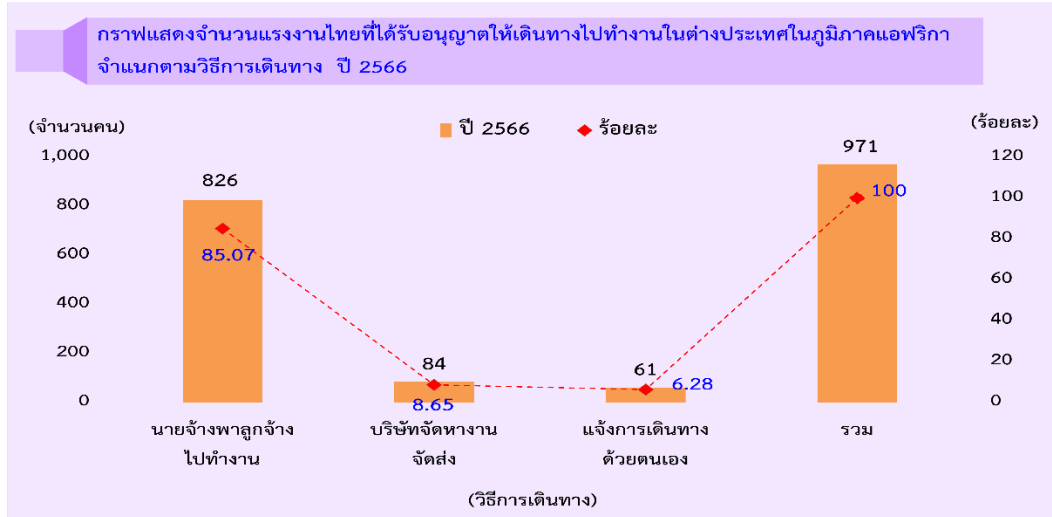 กราฟแสดงจำนวนแรงงานไทยที่ได้รับอนุญาตให้เดินทางไปทำงานในต่างประเทศในภูมิภาคแอฟริกา
จำแนกตามวิธีการเดินทาง ปี 2566
(จำนวนคน)
ปี 2566
ร้อยละ
(ร้อยละ)
1,000
800
600
400
200
0
826
84
61
971
85.07
8.65
6.28
100
120
100
80
60
40
20
0
นายจ้างพาลูกจ้าง
ไปทำงาน
บริษัทจัดหางาน
จัดส่ง
แจ้งการเดินทาง
ด้วยตนเอง
รวม
(วิธีการเดินทาง)